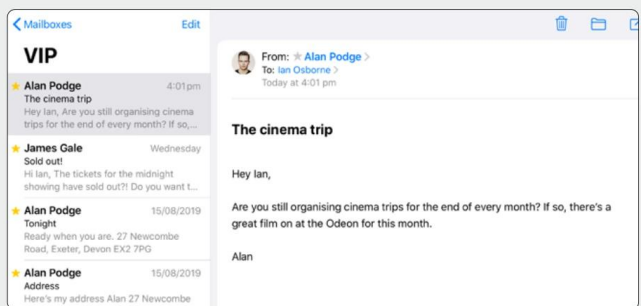 Mailboxes
Edit
VIP
Alan Podge 4:01 pm
The cinema trip
Hey Ian, Are you still organising cinema
trips for the end of every month? If so,...
James Gale Wednesday
Sold out!
Hi Ian, The tickets for the midnight
showing have sold out?! Do you want t...
Alan Podge 15/08/2019
Tonight
Ready when you are. 27 Newcombe
Road, Exeter, Devon EX2 7PG
Alan Podge 15/08/2019
Address
Here's my address Alan 27 Newcombe
From: Alan Podge
To: Ian Osborne
Today at 4:01 pm
The cinema trip
Hey Ian,
Are you still organising cinema trips for the end of every month? If so, there's a
great film on at the Odeon for this month.
Alan